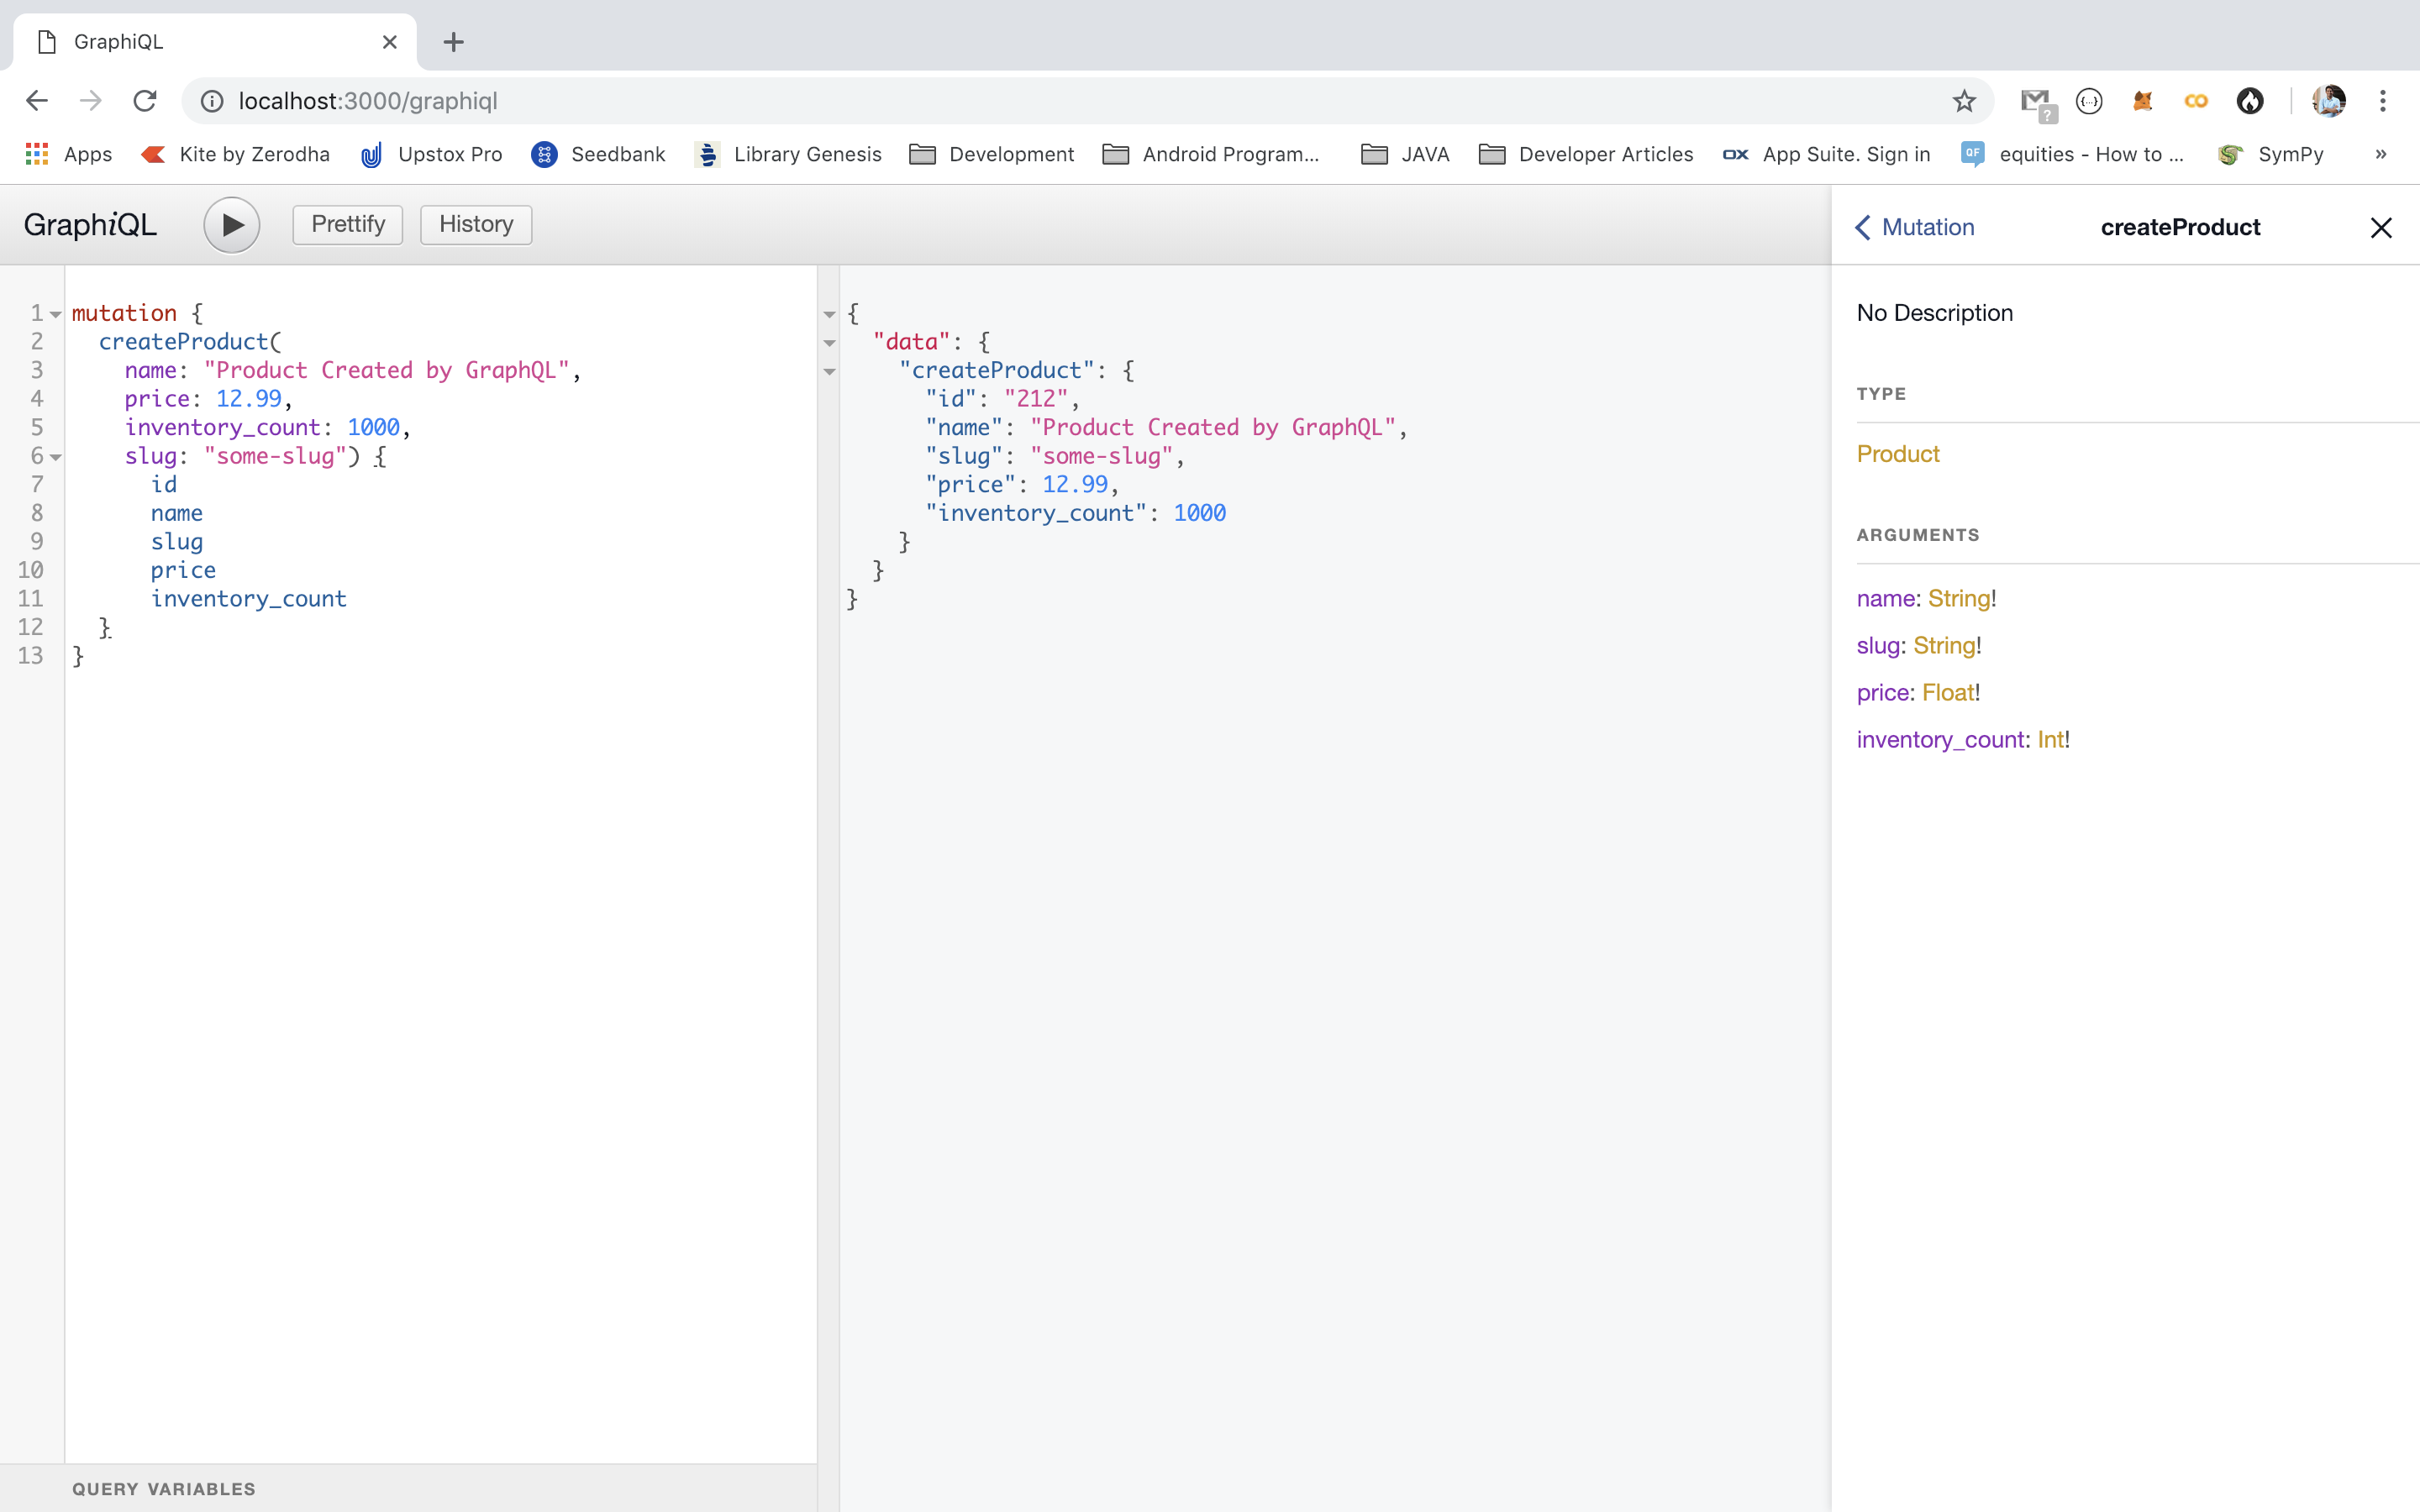 GraphiQL
localhost:3000/graphiql
Apps Kite by Zerodha Upstox Pro Seedbank Library Genesis Development Android Program... JAVA Developer Articles OX App Suite. Sign in QF equities - How to ... SymPy »
GraphiQL Prettify History
1 mutation {
2 createProduct(
3 name: "Product Created by GraphQL",
4 price: 12.99,
5 inventory_count: 1000,
6 slug: "some-slug") {
7 id
8 name
9 slug
10 price
11 inventory_count
12 }
13 }
QUERY VARIABLES
{
"data": {
"createProduct": {
"id": "212",
"name": "Product Created by GraphQL",
"slug": "some-slug",
"price": 12.99,
"inventory_count": 1000
}
}
}
Mutation createProduct
No Description
TYPE
Product
ARGUMENTS
name: String!
slug: String!
price: Float!
inventory_count: Int!